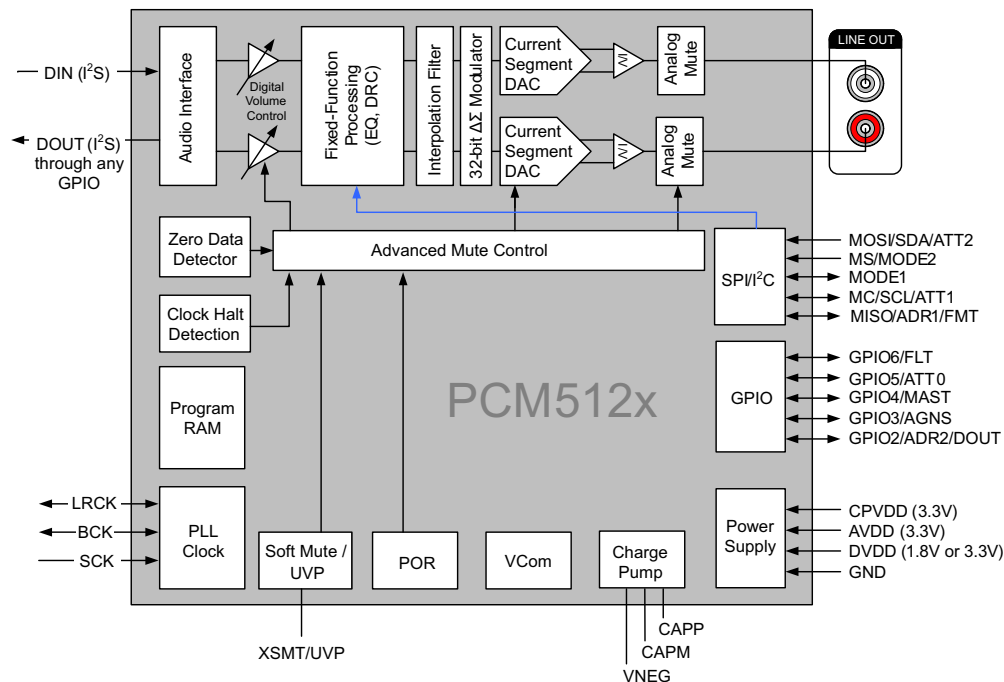 DIN (I²S)
DOUT (I²S)
through any
GPIO
Audio Interface
Digital
Volume
Control
Fixed-Function
Processing
(EQ, DRC)
Interpolation Filter
32-bit ΔΣ Modulator
Current
Segment
DAC
I/V
Analog
Mute
Current
Segment
DAC
I/V
Analog
Mute
LINE OUT
Zero Data
Detector
Advanced Mute Control
Clock Halt
Detection
SPI/I²C
MOSI/SDA/ATT2
MS/MODE2
MODE1
MC/SCL/ATT1
MISO/ADR1/FMT
Program
RAM
PCM512x
GPIO
GPIO6/FLT
GPIO5/ATT0
GPIO4/MAST
GPIO3/AGNS
GPIO2/ADR2/DOUT
LRCK
BCK
SCK
PLL
Clock
Soft Mute /
UVP
POR
VCom
Charge
Pump
Power
Supply
CPVDD (3.3V)
AVDD (3.3V)
DVDD (1.8V or 3.3V)
GND
XSMT/UVP
CAPP
CAPM
VNEG